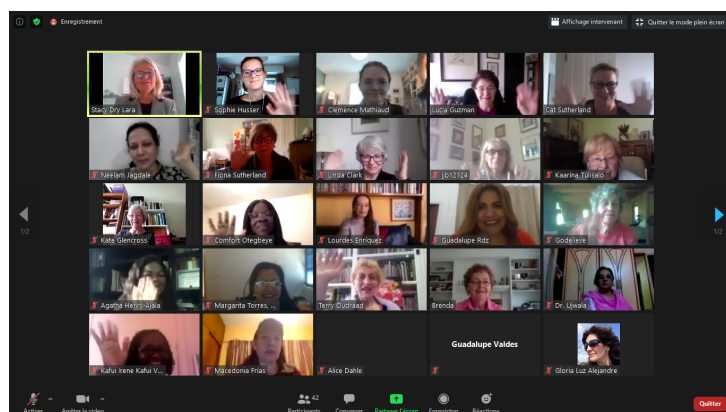 Enregistrement
Affichage intervenant
Quitter le mode plein écran
Stacy Dry Lara
Sophie Husser
Clémence Mathiaud
Lucia Guzman
Cat Sutherland
Neelam Jagdale
Fiona Sutherland
Linda Clark
jb12124
Kaarina Tulisalo
1/2
1/2
Kate Glencross
Comfort Otegbeye
Lourdes Enriquez
Guadalupe Rdz
Godelieve
Agatha Henry-Ajala
Margarita Torres, ...
Terry Oudraad
Brenda
Dr. Ujwala
Kafui Irene Kafui V...
Macedonia Frias
Alice Dahle
Guadalupe Valdes
Gloria Luz Alejandre
42
Activer
Arrêter la vidéo
Participants
Converser
Partager l'écran
Enregistrer
Réactions
Quitter